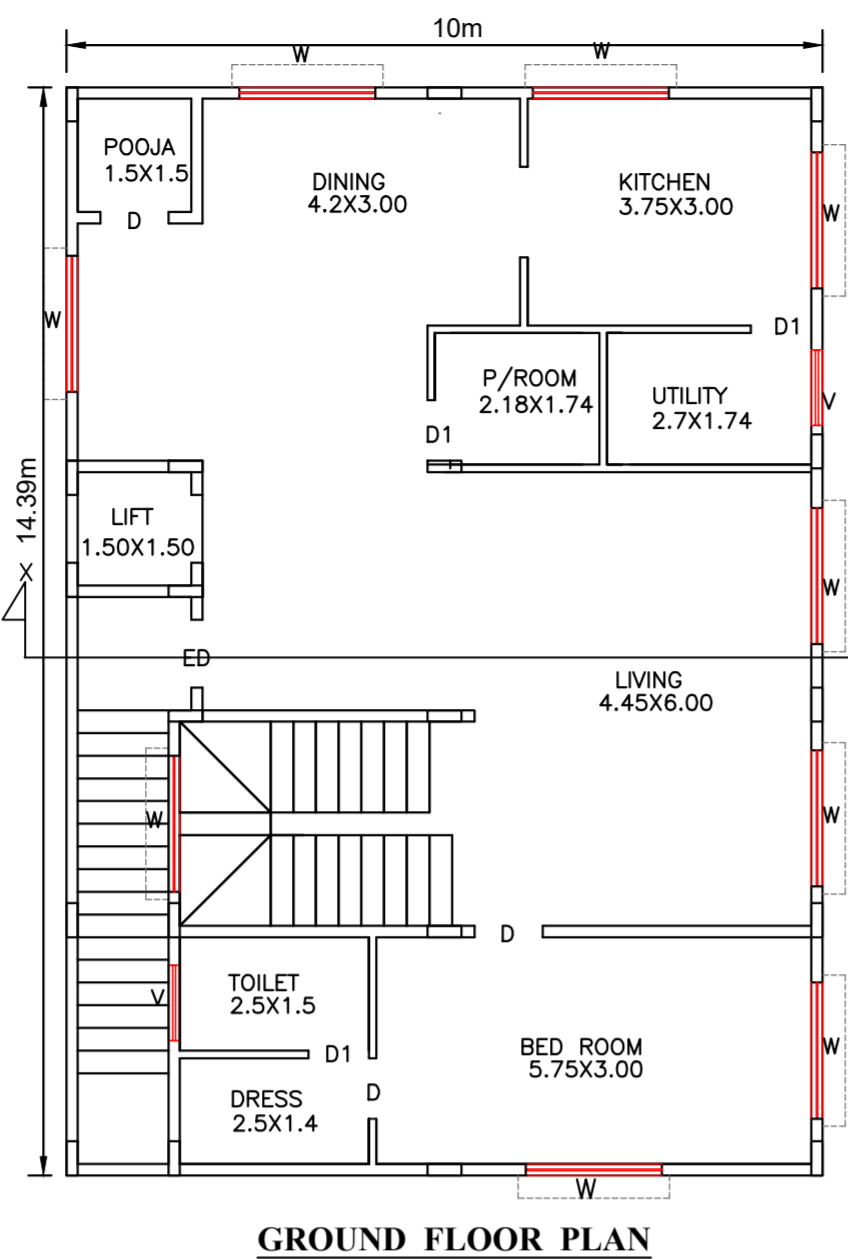 10m
W
W
POOJA
1.5X1.5
DINING
4.2X3.00
KITCHEN
3.75X3.00
W
D
W
D1
P/ROOM
2.18X1.74
UTILITY
2.7X1.74
V
D1
14.39m
LIFT
1.50X1.50
X
W
ED
LIVING
4.45X6.00
W
W
D
TOILET
2.5X1.5
V
BED ROOM
5.75X3.00
W
D1
D
DRESS
2.5X1.4
W
GROUND FLOOR PLAN